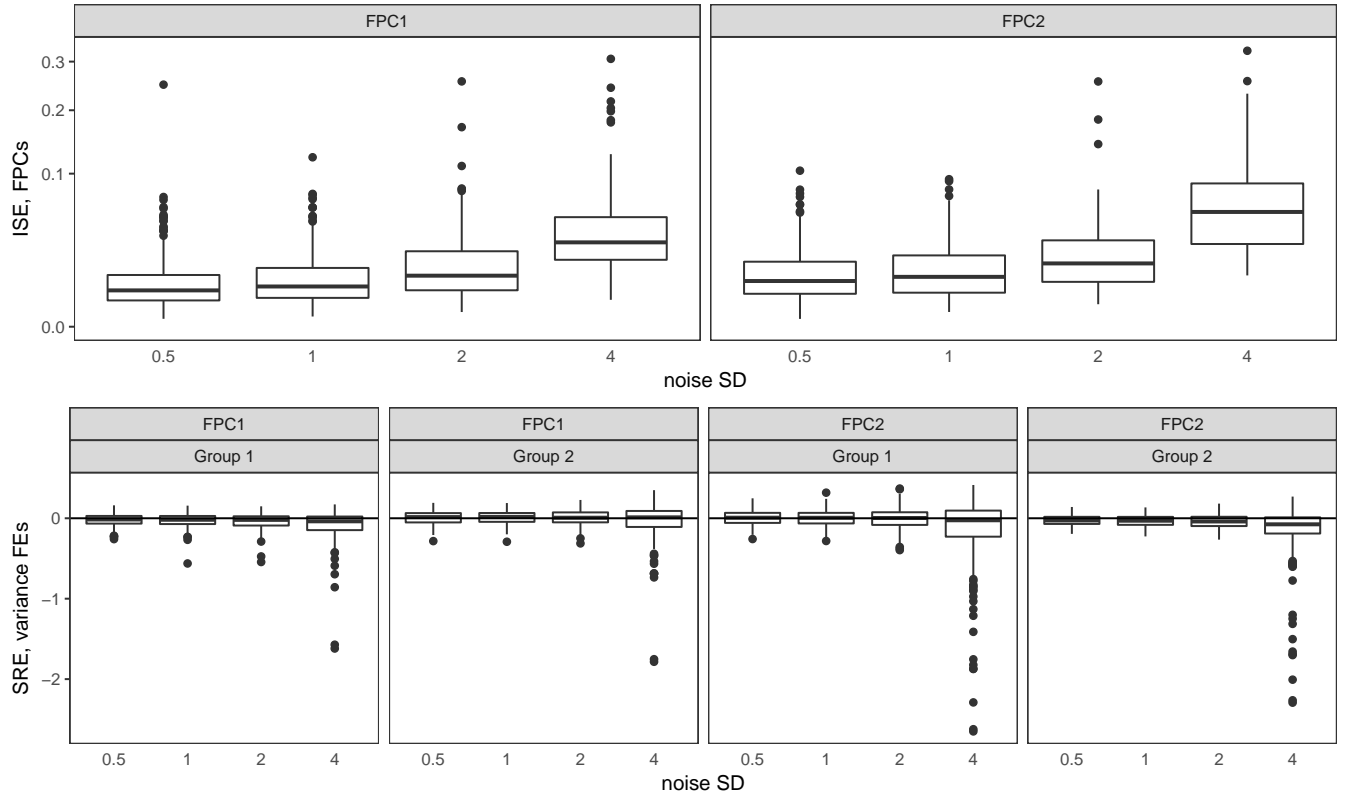 FPC1 FPC2
ISE, FPCs
0.3
0.2
0.1
0.0
0.5 1 2 4 0.5 1 2 4
noise SD
FPC1 FPC1 FPC2 FPC2
Group 1 Group 2 Group 1 Group 2
SRE, variance FEs
0
−1
−2
0.5 1 2 4 0.5 1 2 4 0.5 1 2 4 0.5 1 2 4
noise SD